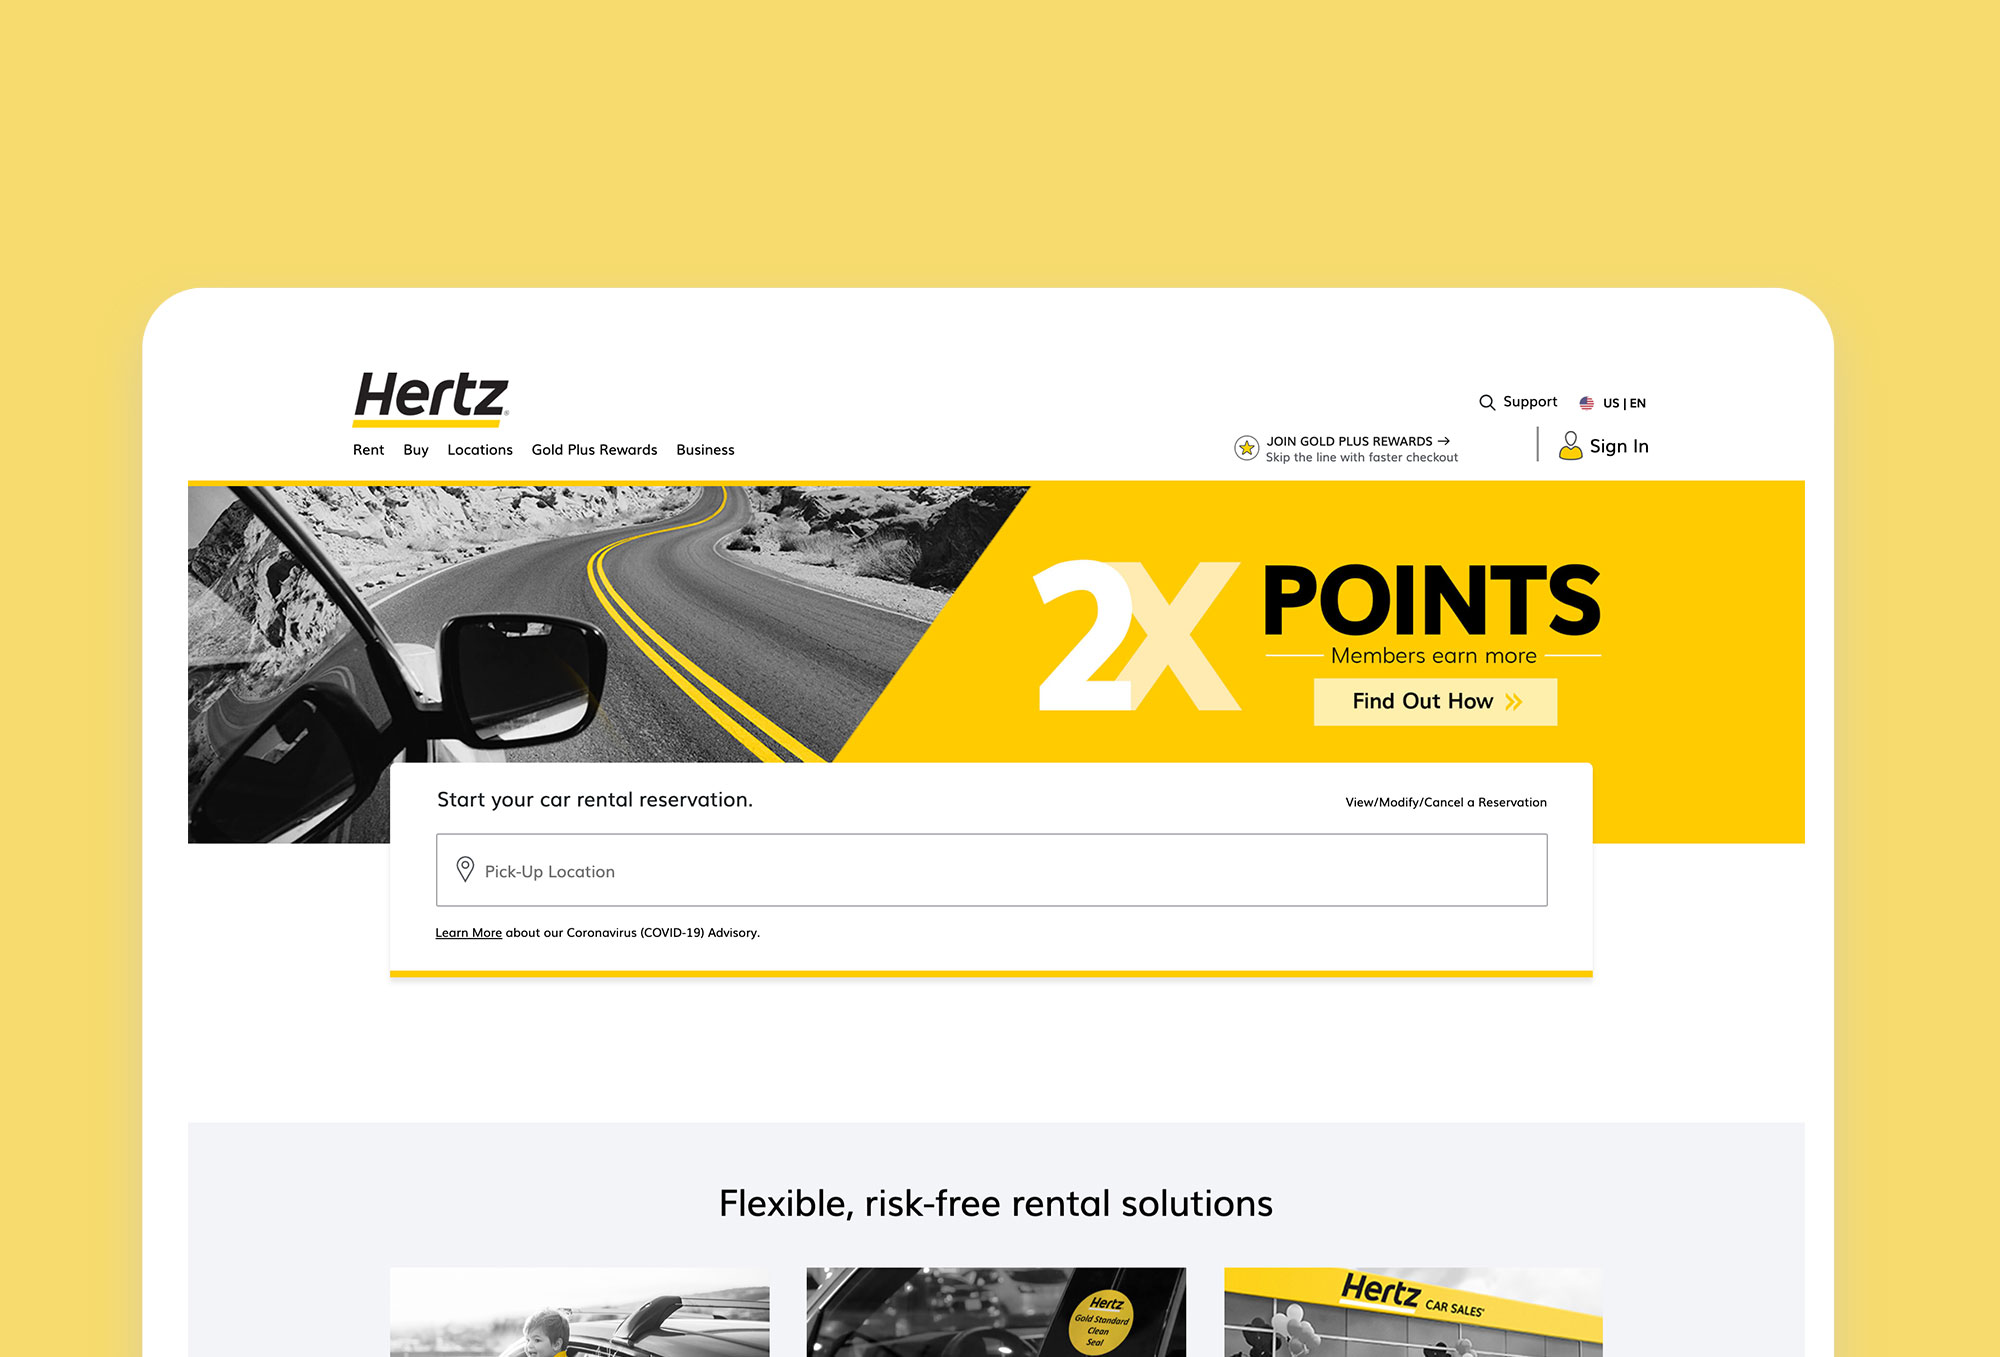 Hertz®
Support
US | EN
Rent Buy Locations Gold Plus Rewards Business
JOIN GOLD PLUS REWARDS →
Skip the line with faster checkout
Sign In
2X POINTS
Members earn more
Find Out How »
Start your car rental reservation.
View/Modify/Cancel a Reservation
Pick-Up Location
Learn More about our Coronavirus (COVID-19) Advisory.
Flexible, risk-free rental solutions
Hertz
Gold Standard
Clean
Seal
Hertz CAR SALES